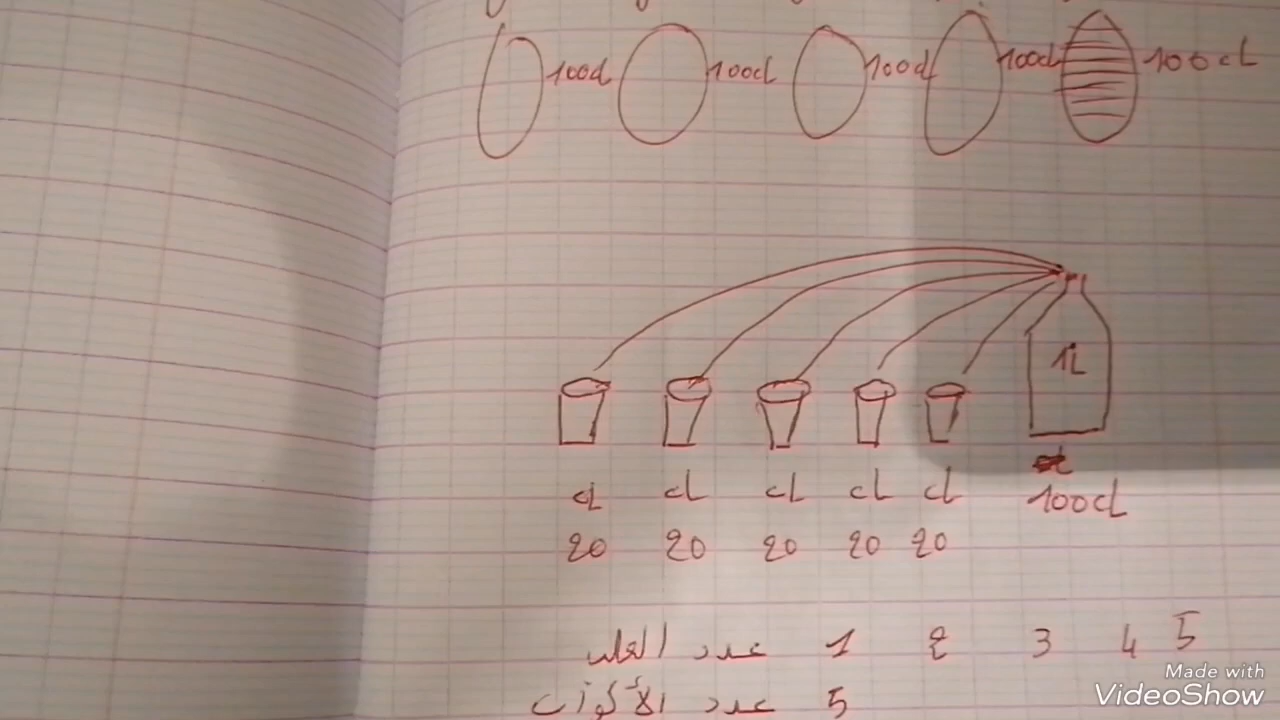 100cl 100cl 100cl 100cl 100cl
1L
cL cL cL cL cL 100cL
20 20 20 20 20
عدد العلب 1 2 3 4 5
عدد الأكواب 5
Made with
VideoShow